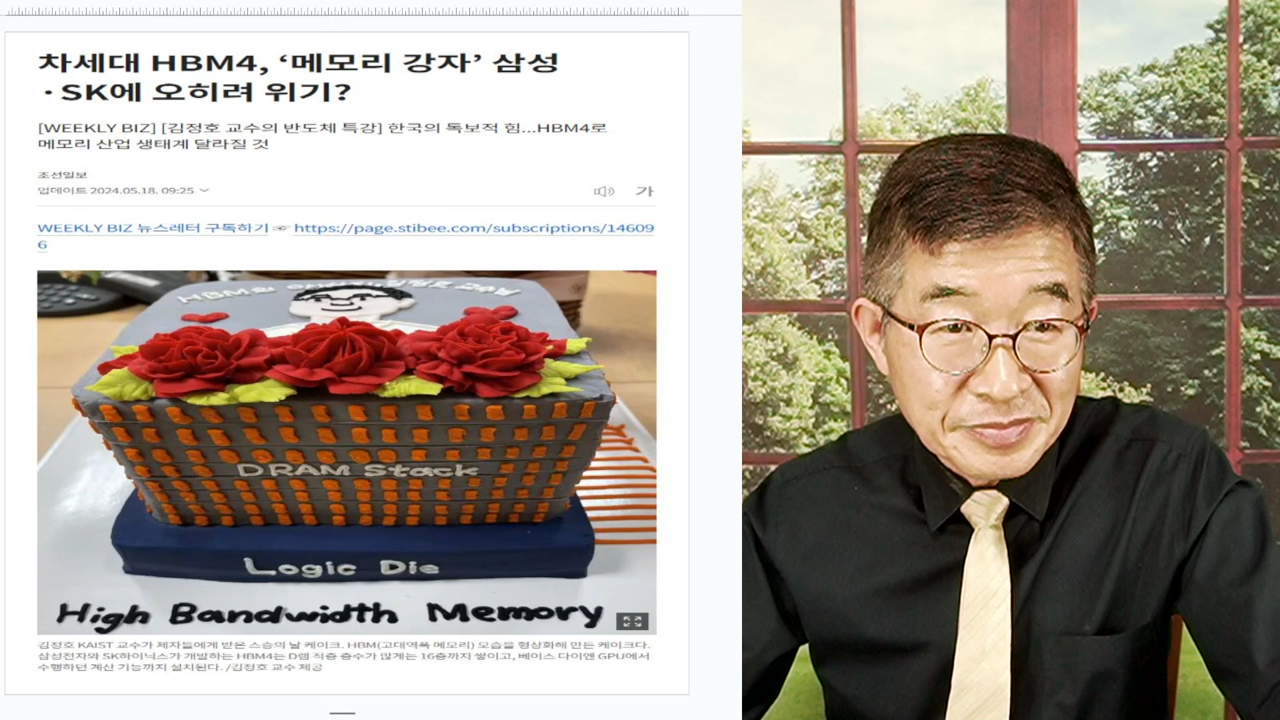 차세대 HBM4, ‘메모리 강자’ 삼성
·SK에 오히려 위기?
[WEEKLY BIZ] [김정호 교수의 반도체 특강] 한국의 독보적 힘...HBM4로
메모리 산업 생태계 달라질 것
조선일보
업데이트 2024.05.18. 09:25
가
WEEKLY BIZ 뉴스레터 구독하기 ☞ https://page.stibee.com/subscriptions/14609
6
HBM의
DRAM Stack
Logic Die
High Bandwidth Memory
김정호 KAIST 교수가 제자들에게 받은 스승의 날 케이크. HBM(고대역폭 메모리) 모습을 형상화해 만든 케이크다.
삼성전자와 SK하이닉스가 개발하는 HBM4는 D램 적층 층수가 많게는 16층까지 쌓이고, 베이스 다이엔 GPU에서
수행하던 계산 기능까지 설치된다. /김정호 교수 제공